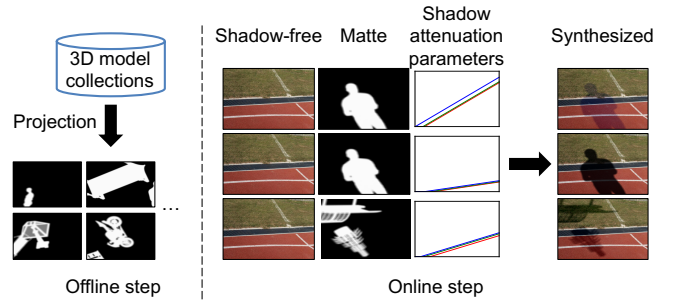 3D model
collections
Projection
...
Offline step
Shadow-free
Matte
Shadow
attenuation
parameters
Synthesized
Online step